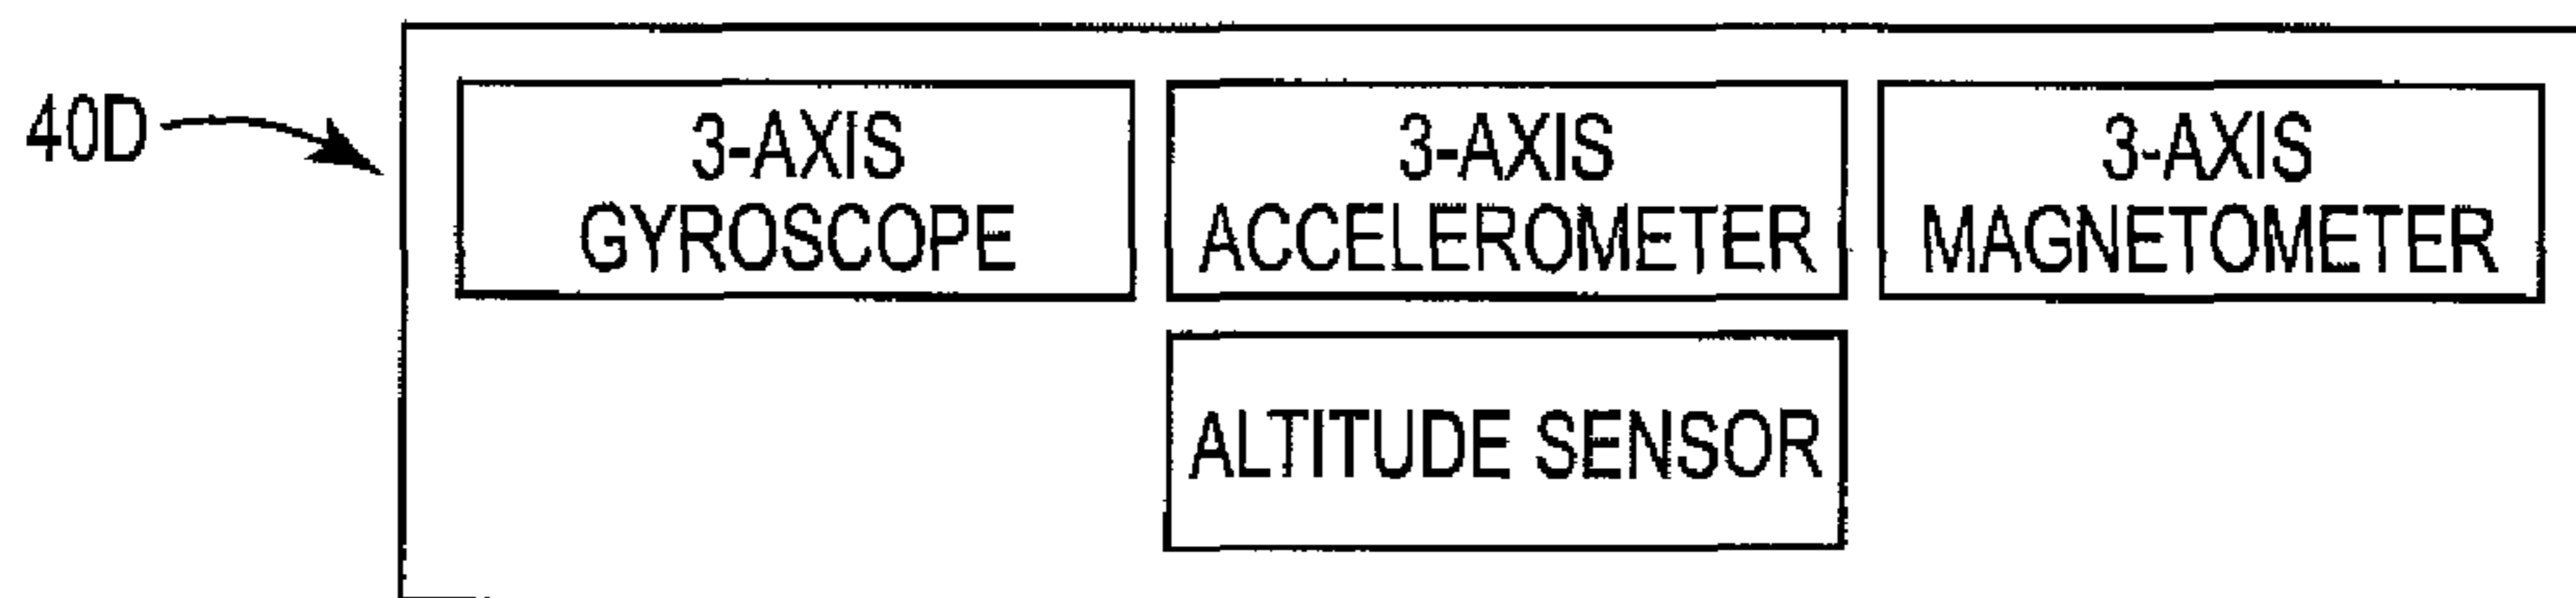 40D
3-AXIS
GYROSCOPE
3-AXIS
ACCELEROMETER
3-AXIS
MAGNETOMETER
ALTITUDE SENSOR